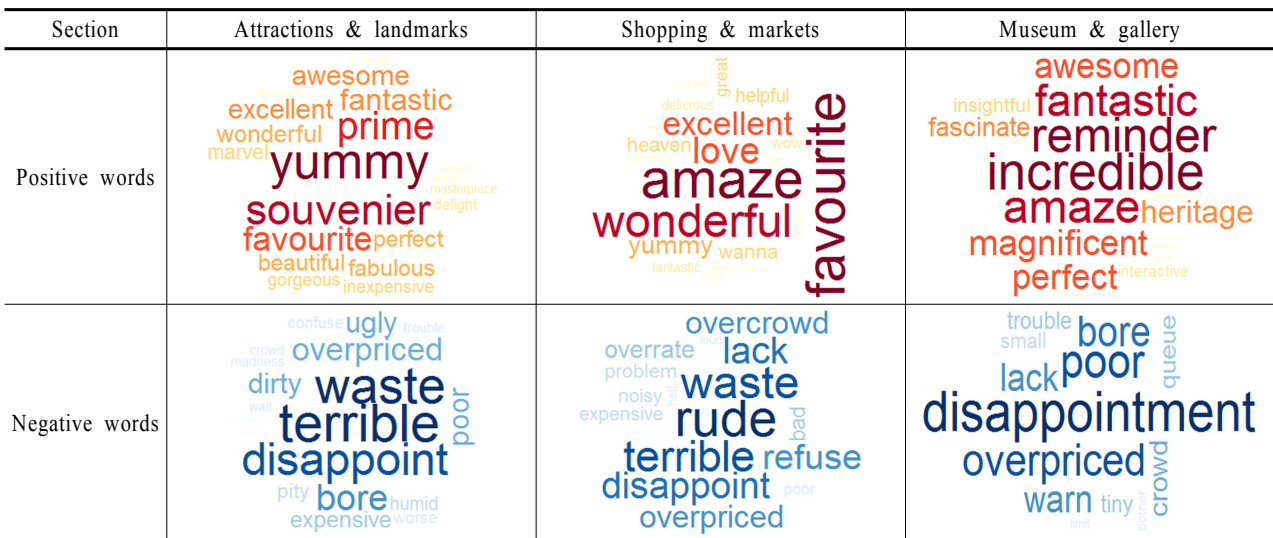 Section
Attractions & landmarks
Shopping & markets
Museum & gallery
Positive words
awesome
excellent fantastic
wonderful prime
marvel
yummy
masterpiece
souvenier delight
favourite perfect
beautiful fabulous
gorgeous inexpensive
great
delicious helpful
excellent
heaven love wow
amaze
favourite
wonderful
yummy wanna
fantastic
awesome
insightful fantastic
fascinate reminder
incredible
amaze heritage
magnificent
perfect interactive
Negative words
confuse ugly trouble
crowd overpriced
madness
dirty waste
wait terrible poor
disappoint
pity bore humid
expensive worse
overcrowd
loud
overrate lack
problem waste
noisy hell
expensive rude bad
terrible refuse
disappoint poor
overpriced
trouble bore queue
small
lack poor
disappointment
overpriced
crowd
warn tiny bother
limit